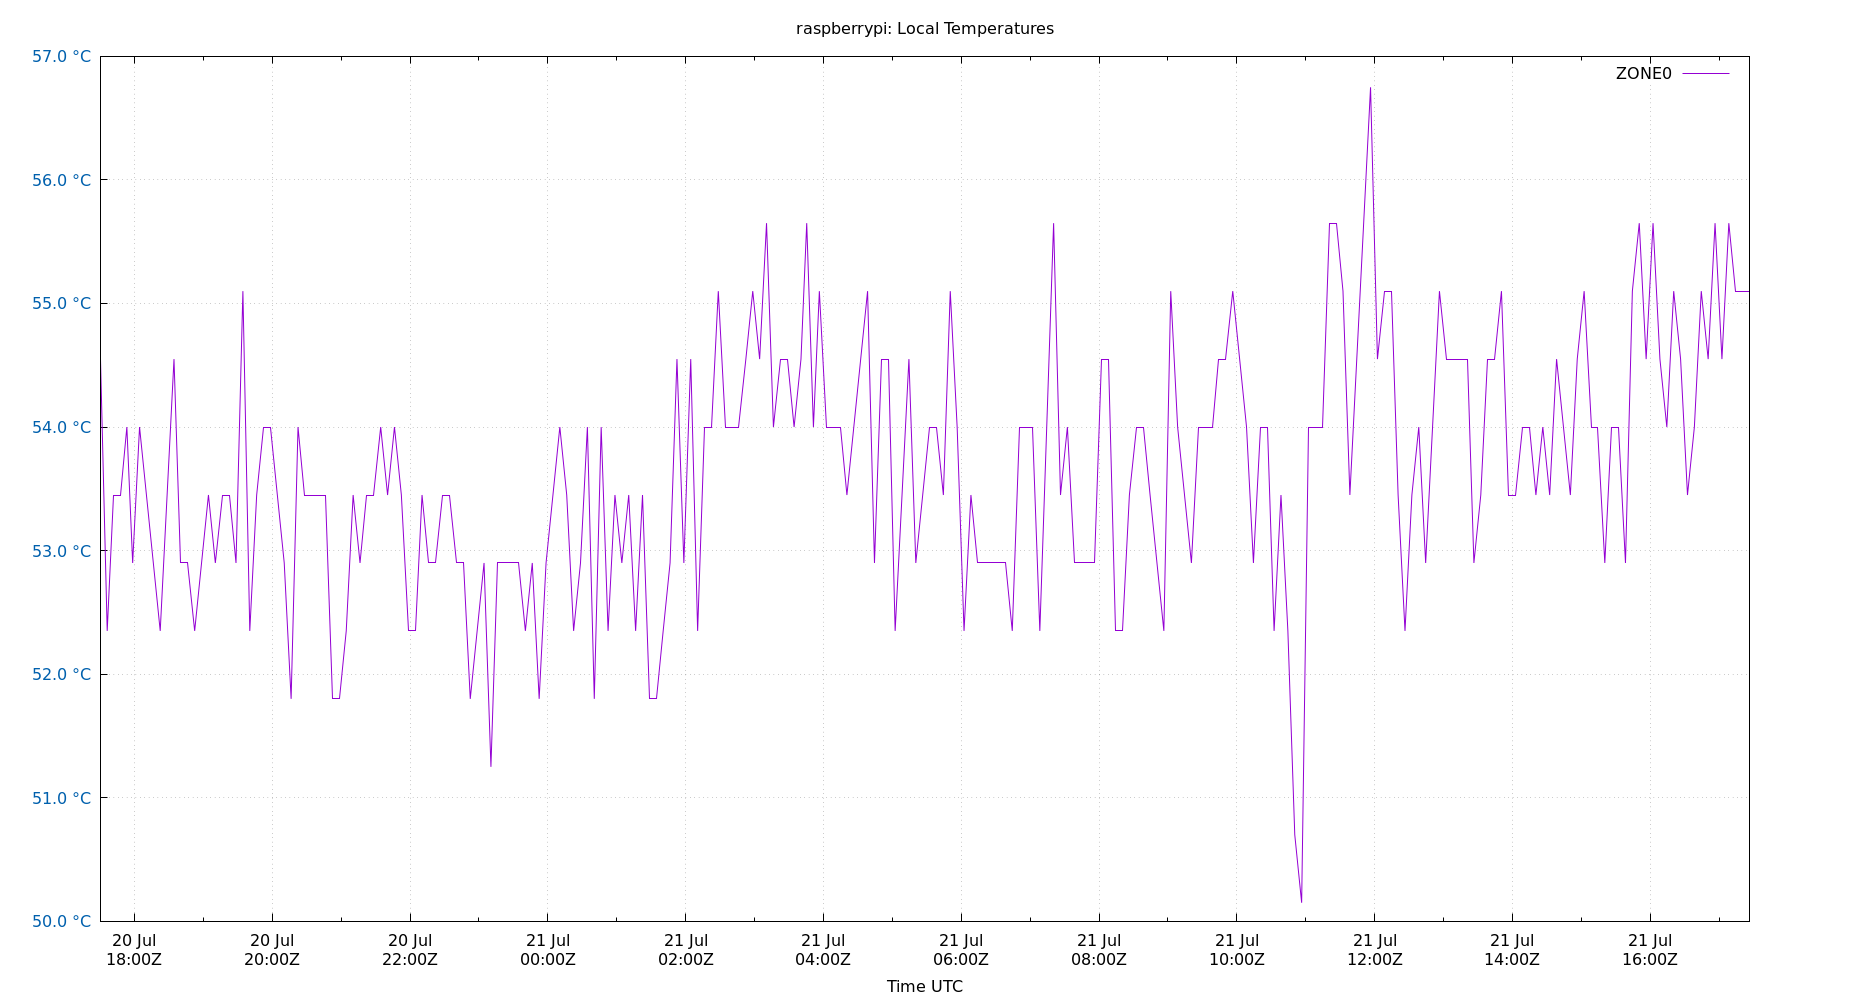 raspberrypi: Local Temperatures
57.0 °C
ZONE0
56.0 °C
55.0 °C
54.0 °C
53.0 °C
52.0 °C
51.0 °C
50.0 °C
20 Jul 20 Jul 20 Jul 21 Jul 21 Jul 21 Jul 21 Jul 21 Jul 21 Jul 21 Jul 21 Jul 21 Jul
18:00Z 20:00Z 22:00Z 00:00Z 02:00Z 04:00Z 06:00Z 08:00Z 10:00Z 12:00Z 14:00Z 16:00Z
Time UTC